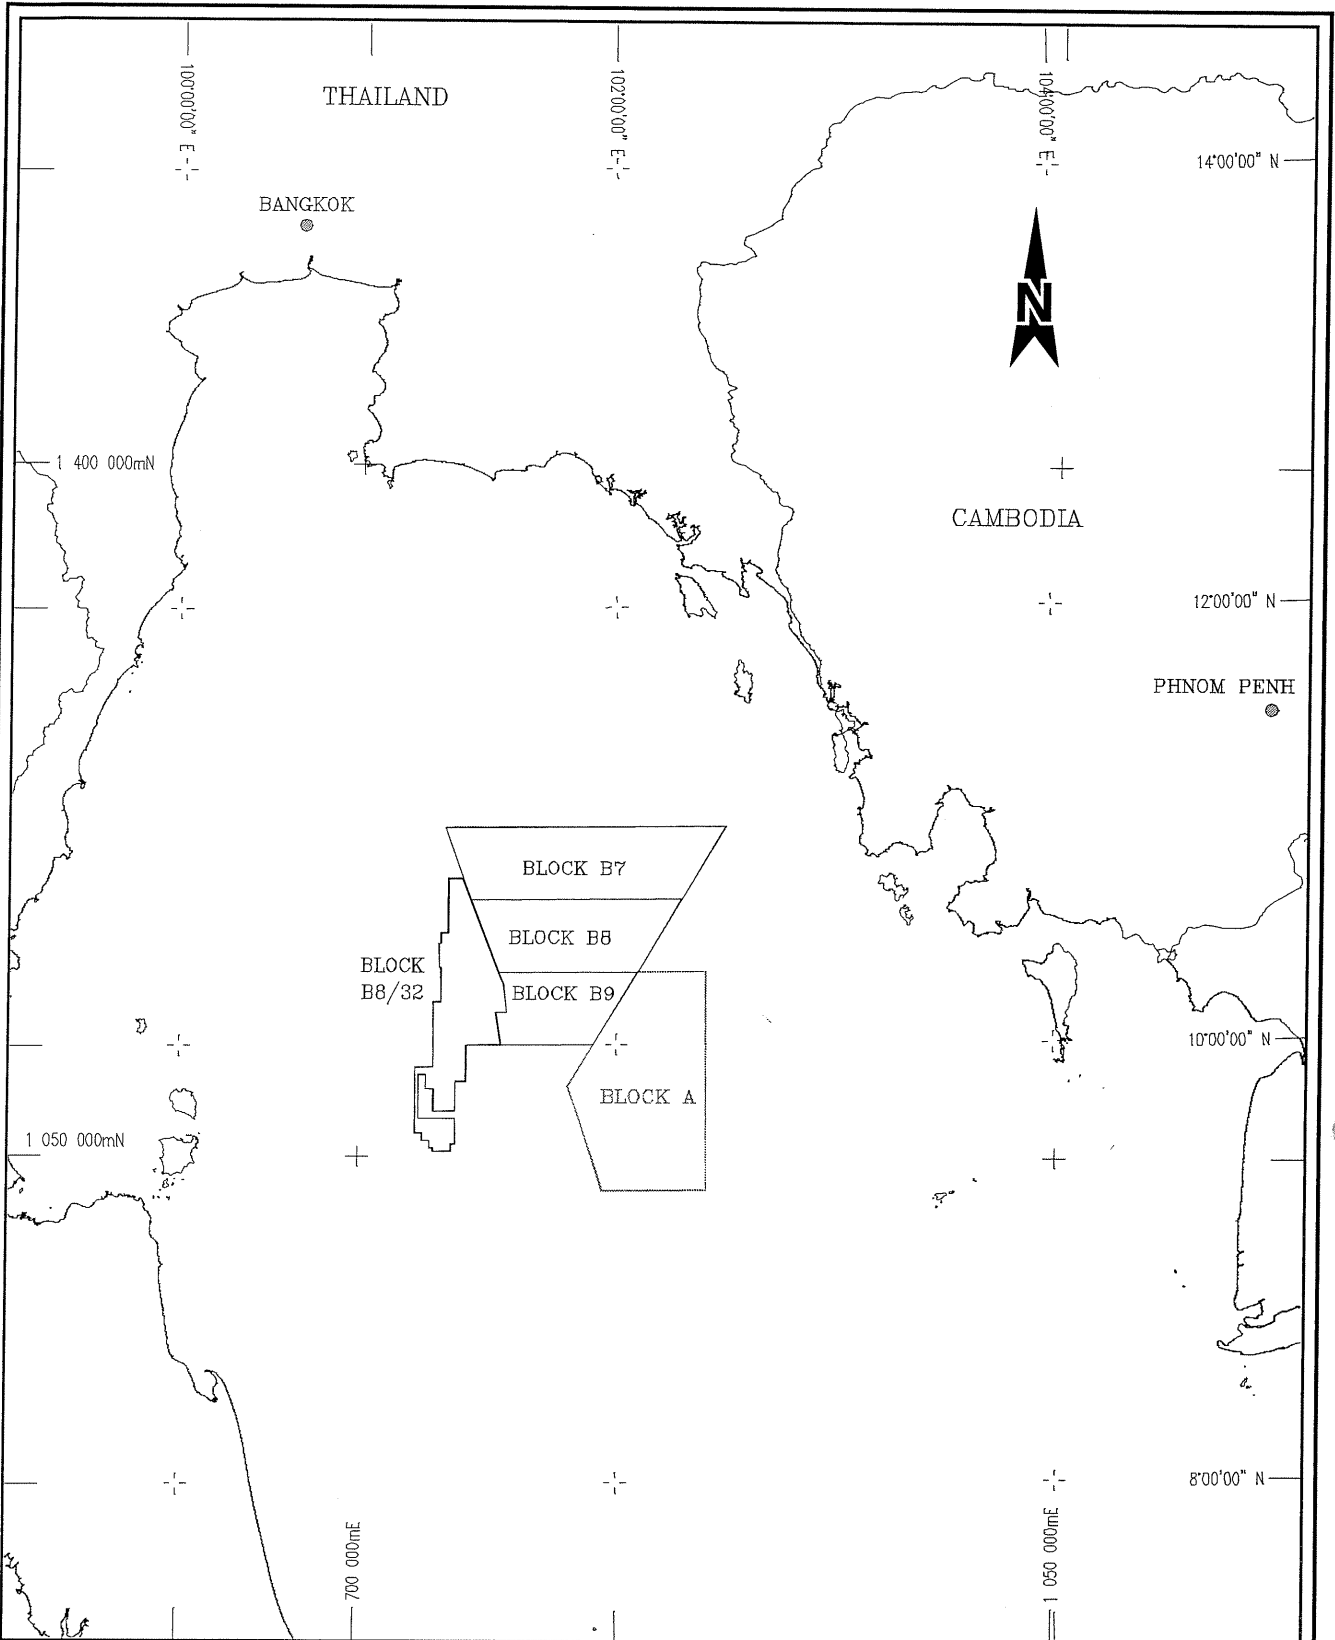 100°00'00" E
102°00'00" E
104°00'00" E
THAILAND
14°00'00" N
BANGKOK
N
1 400 000mN
CAMBODIA
12°00'00" N
PHNOM PENH
BLOCK B7
BLOCK B8
BLOCK
B8/32
BLOCK B9
10°00'00" N
BLOCK A
1 050 000mN
8°00'00" N
700 000mE
1 050 000mE